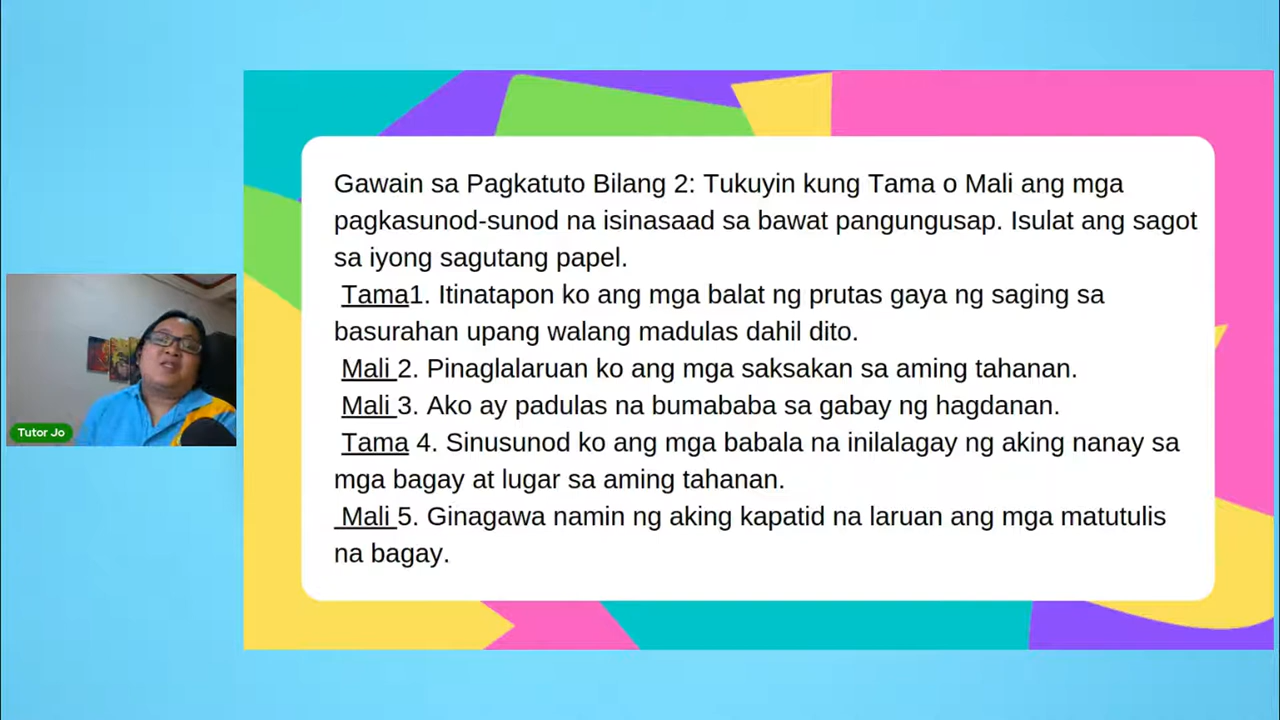 Gawain sa Pagkatuto Bilang 2: Tukuyin kung Tama o Mali ang mga
pagkasunod-sunod na isinasaad sa bawat pangungusap. Isulat ang sagot
sa iyong sagutang papel.
Tama1. Itinatapon ko ang mga balat ng prutas gaya ng saging sa
basurahan upang walang madulas dahil dito.
Mali 2. Pinaglalaruan ko ang mga saksakan sa aming tahanan.
Mali 3. Ako ay padulas na bumababa sa gabay ng hagdanan.
Tama 4. Sinusunod ko ang mga babala na inilalagay ng aking nanay sa
mga bagay at lugar sa aming tahanan.
Mali 5. Ginagawa namin ng aking kapatid na laruan ang mga matutulis
na bagay.
Tutor Jo